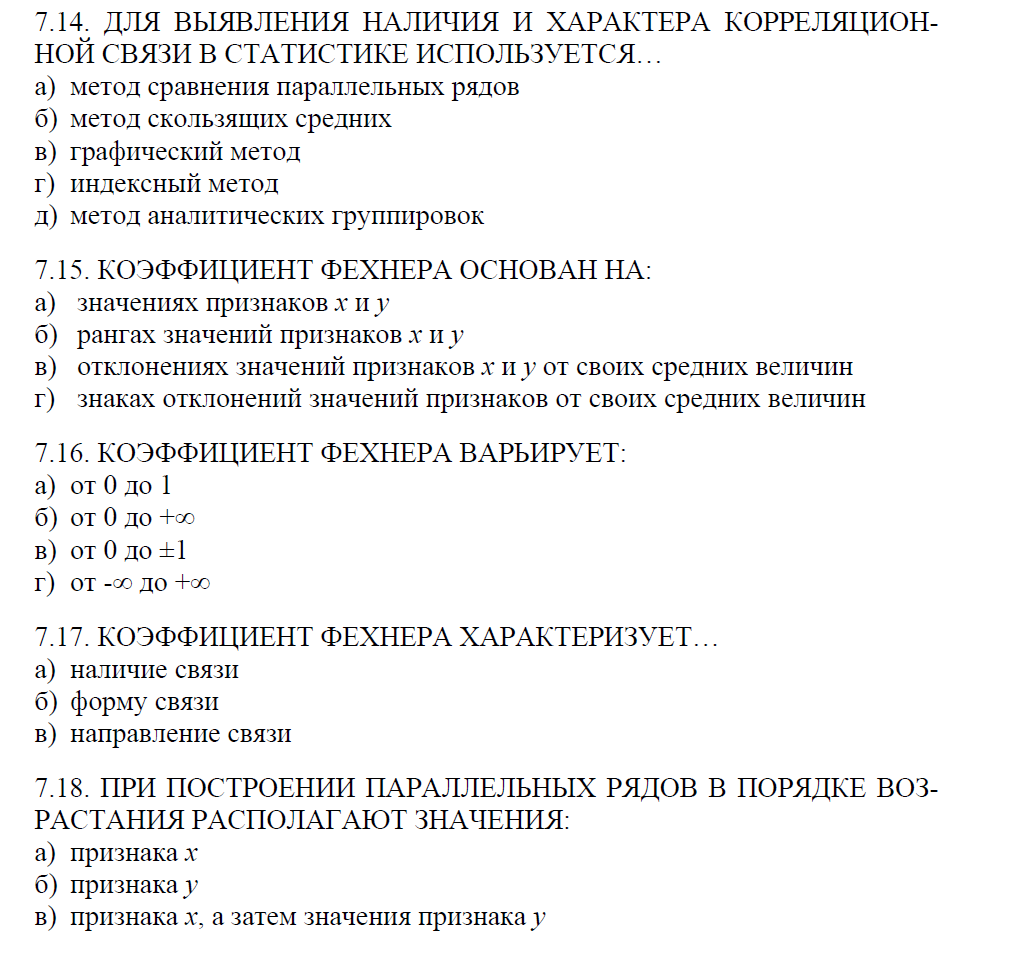 7.14. ДЛЯ ВЫЯВЛЕНИЯ НАЛИЧИЯ И ХАРАКТЕРА КОРРЕЛЯЦИОН-
НОЙ СВЯЗИ В СТАТИСТИКЕ ИСПОЛЬЗУЕТСЯ…
а) метод сравнения параллельных рядов
б) метод скользящих средних
в) графический метод
г) индексный метод
д) метод аналитических группировок
7.15. КОЭФФИЦИЕНТ ФЕХНЕРА ОСНОВАН НА:
а) значениях признаков x и y
б) рангах значений признаков x и y
в) отклонениях значений признаков x и y от своих средних величин
г) знаках отклонений значений признаков от своих средних величин
7.16. КОЭФФИЦИЕНТ ФЕХНЕРА ВАРЬИРУЕТ:
а) от 0 до 1
б) от 0 до +∞
в) от 0 до ±1
г) от -∞ до +∞
7.17. КОЭФФИЦИЕНТ ФЕХНЕРА ХАРАКТЕРИЗУЕТ…
а) наличие связи
б) форму связи
в) направление связи
7.18. ПРИ ПОСТРОЕНИИ ПАРАЛЛЕЛЬНЫХ РЯДОВ В ПОРЯДКЕ ВОЗ-
РАСТАНИЯ РАСПОЛАГАЮТ ЗНАЧЕНИЯ:
а) признака x
б) признака y
в) признака x, а затем значения признака y